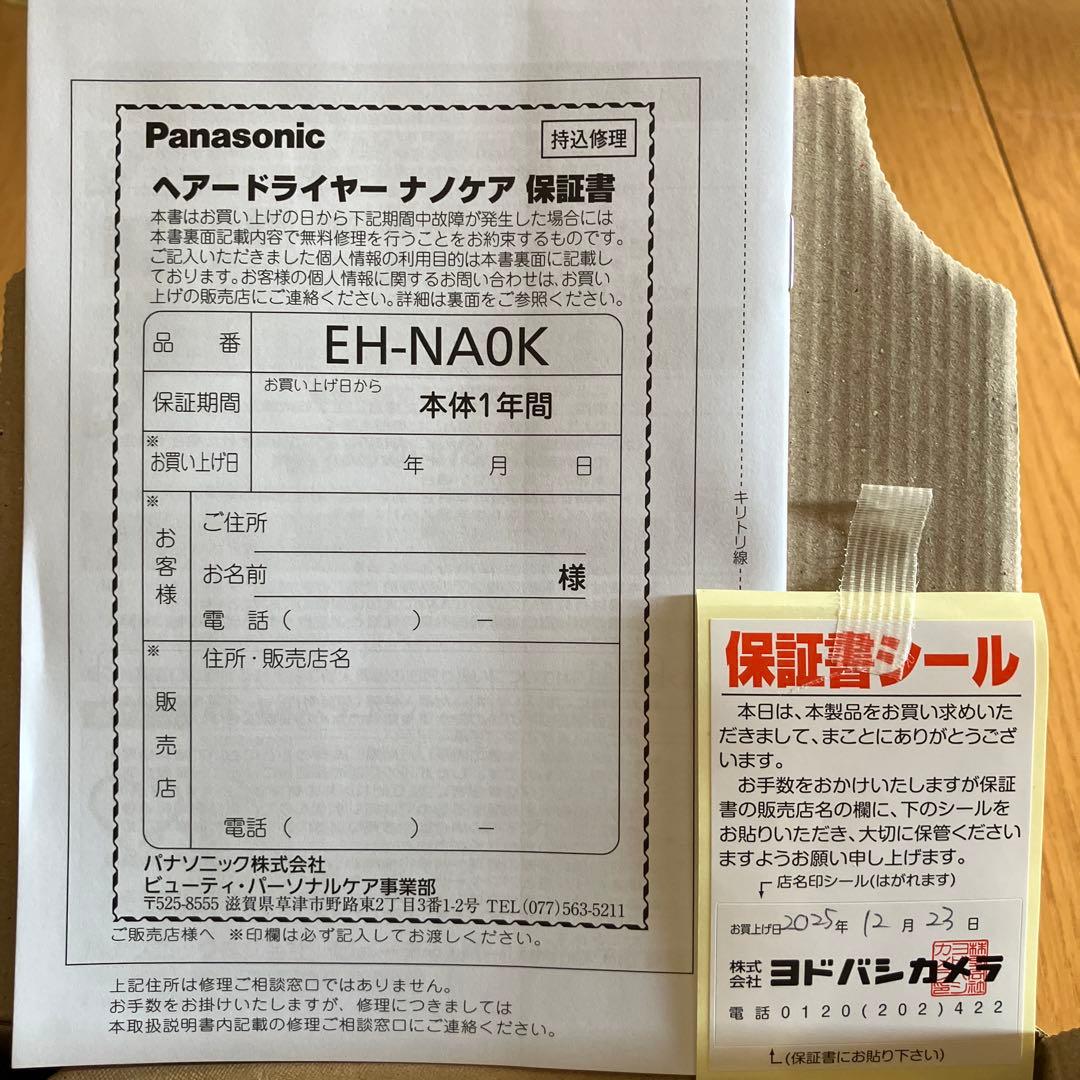 Panasonic
持込修理
ヘアードライヤー ナノケア 保証書
本書はお買い上げの日から下記期間中故障が発生した場合には
本書裏面記載内容で無料修理を行うことをお約束するものです。
ご記入いただきました個人情報の利用目的は本書裏面に記載し
ております。お客様の個人情報に関するお問い合わせは、お買い
上げの販売店にご連絡ください。詳細は裏面をご参照ください。
品 番 EH-NA0K
保証期間 お買い上げ日から 本体1年間
※お買い上げ日 年 月 日
※お客様
ご住所
お名前 様
電 話( ) −
※販売店
住所・販売店名
電話( ) −
パナソニック株式会社
ビューティ・パーソナルケア事業部
〒525-8555 滋賀県草津市野路東2丁目3番1-2号 TEL(077)563-5211
ご販売店様へ ※印欄は必ず記入してお渡しください。
上記住所は修理ご相談窓口ではありません。
お手数をお掛けいたしますが、修理につきましては
本取扱説明書内記載の修理ご相談窓口にご連絡ください。
キリトリ線
保証書シール
本日は、本製品をお買い求めいた
だきまして、まことにありがとうござ
います。
お手数をおかけいたしますが保証
書の販売店名の欄に、下のシールを
お貼りいただき、大切に保管ください
ますようお願い申し上げます。
店名印シール(はがれます)
お買上げ日2025年 12月 23日
株式会社 ヨドバシカメラ
電話0120(202)422
(保証書にお貼り下さい)